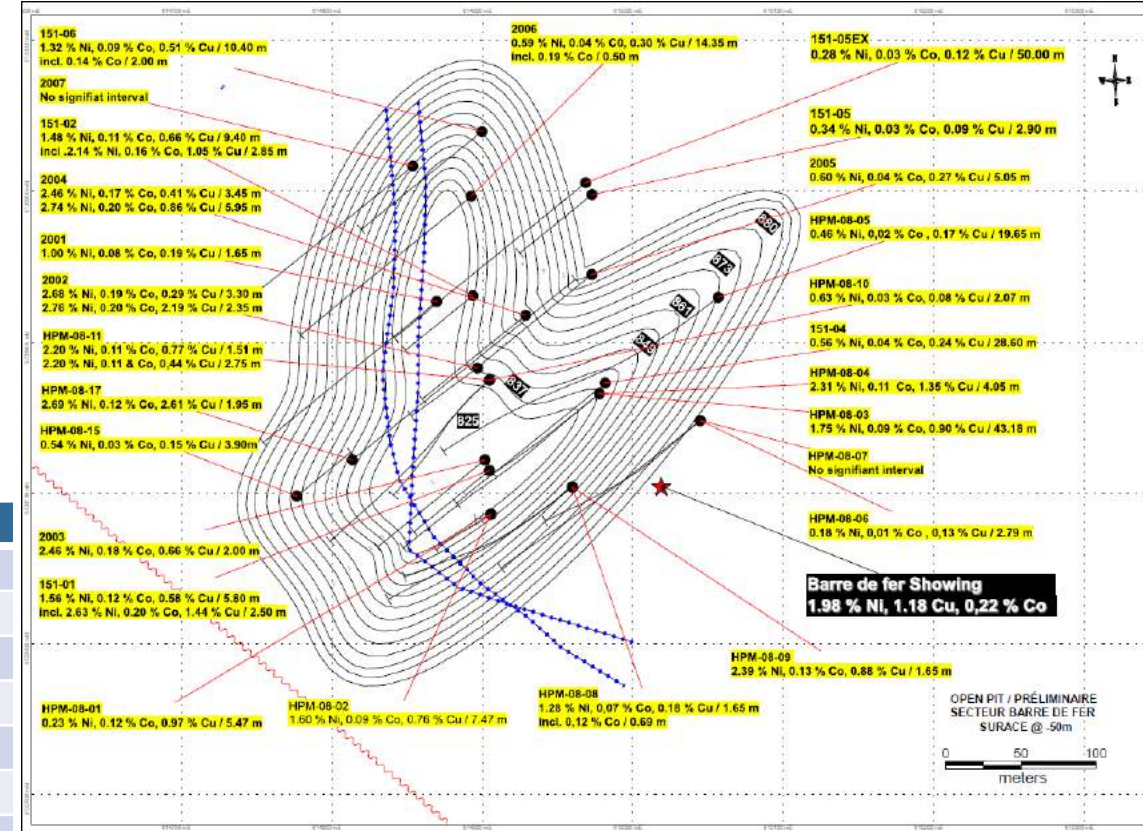 151-06
1.32 % Ni, 0.09 % Co, 0.51 % Cu / 10.40 m
incl. 0.14 % Co / 2.00 m
2007
No signifiat interval
151-02
1.48 % Ni, 0.11 % Co, 0.66 % Cu / 9.40 m
incl .2.14 % Ni, 0.16 % Co, 1.05 % Cu / 2.85 m
2004
2.46 % Ni, 0.17 % Co, 0.41 % Cu / 3.45 m
2.74 % Ni, 0.20 % Co, 0.86 % Cu / 5.95 m
2001
1.00 % Ni, 0.08 % Co, 0.19 % Cu / 1.65 m
2002
2.68 % Ni, 0.19 % Co, 0.29 % Cu / 3.30 m
2.76 % Ni, 0.20 % Co, 2.19 % Cu / 2.35 m
HPM-08-11
2.20 % Ni, 0.11 % Co, 0.77 % Cu / 1.51 m
2.20 % Ni, 0.11 & Co, 0,44 % Cu / 2.75 m
HPM-08-17
2.69 % Ni, 0.12 % Co, 2.61 % Cu / 1.95 m
HPM-08-15
0.54 % Ni, 0.03 % Co, 0.15 % Cu / 3.90m
2003
2.46 % Ni, 0.18 % Co, 0.66 % Cu / 2.00 m
151-01
1.56 % Ni, 0.12 % Co, 0.58 % Cu / 5.80 m
incl. 2.63 % Ni, 0.20 % Co, 1.44 % Cu / 2.50 m
HPM-08-01
0.23 % Ni, 0.12 % Co, 0.97 % Cu / 5.47 m
HPM-08-02
1.60 % Ni, 0.09 % Co, 0.76 % Cu / 7.47 m
2006
0.59 % Ni, 0.04 % C0, 0.30 % Cu / 14.35 m
incl. 0.19 % Co / 0.50 m
880
873
861
849
837
825
HPM-08-08
1.28 % Ni, 0,07 % Co, 0.18 % Cu / 1.65 m
incl. 0,12 % Co / 0.69 m
HPM-08-09
2.39 % Ni, 0.13 % Co, 0.88 % Cu / 1.65 m
151-05EX
0.28 % Ni, 0.03 % Co, 0.12 % Cu / 50.00 m
151-05
0.34 % Ni, 0.03 % Co, 0.09 % Cu / 2.90 m
2005
0.60 % Ni, 0.04 % Co, 0.27 % Cu / 5.05 m
HPM-08-05
0.46 % Ni, 0,02 % Co , 0.17 % Cu / 19.65 m
HPM-08-10
0.63 % Ni, 0.03 % Co, 0.08 % Cu / 2.07 m
151-04
0.56 % Ni, 0.04 % Co, 0.24 % Cu / 28.60 m
HPM-08-04
2.31 % Ni, 0.11 Co, 1.35 % Cu / 4.05 m
HPM-08-03
1.75 % Ni, 0.09 % Co, 0.90 % Cu / 43.18 m
HPM-08-07
No signifiant interval
HPM-08-06
0.18 % Ni, 0,01 % Co , 0,13 % Cu / 2.79 m
Barre de fer Showing
1.98 % Ni, 1.18 Cu, 0,22 % Co
OPEN PIT / PRÉLIMINAIRE
SECTEUR BARRE DE FER
SURACE @ -50m
0 50 100
meters